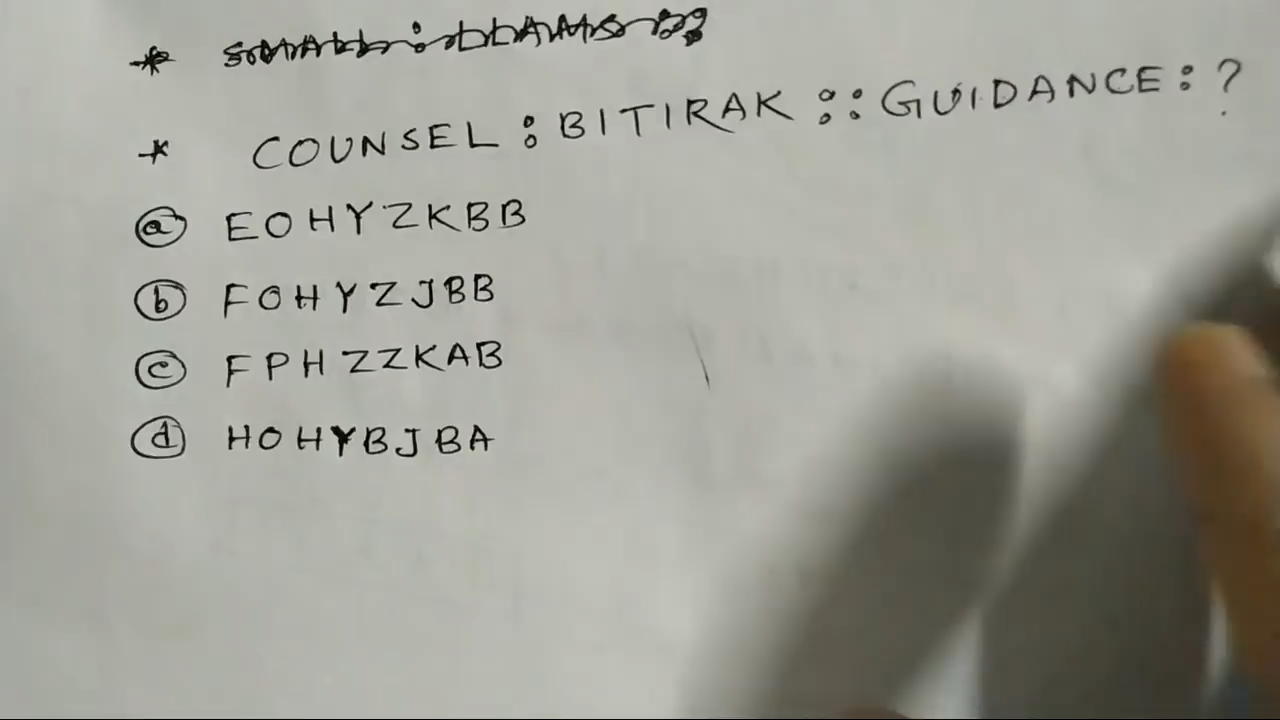 * COUNSEL : BITIRAK :: GUIDANCE : ?
(a) EOHYZKBB
(b) FOHYZJBB
(c) FPHZZKAB
(d) HOHYBJBA